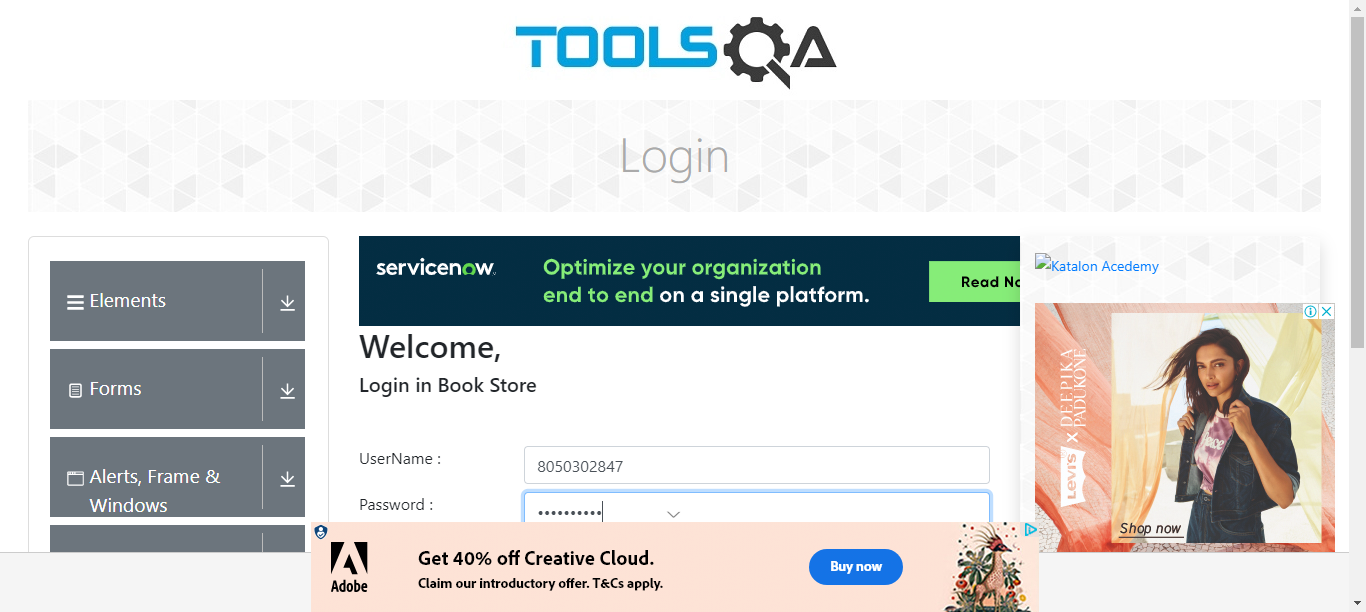 TOOLSQA
Login
Elements
Forms
Alerts, Frame &
Windows
servicenow.
Optimize your organization
end to end on a single platform.
Welcome,
Login in Book Store
UserName :
8050302847
Password :
••••••••••
Katalon Acedemy
LEVI'S X DEEPIKA
PADUKONE
Shop now
Adobe
Get 40% off Creative Cloud.
Claim our introductory offer. T&Cs apply.
Buy now